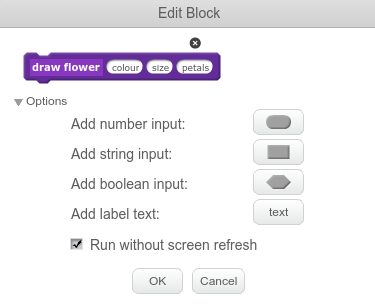 Edit Block
draw flower colour size petals
Options
Add number input:
Add string input:
Add boolean input:
Add label text: text
Run without screen refresh
OK Cancel